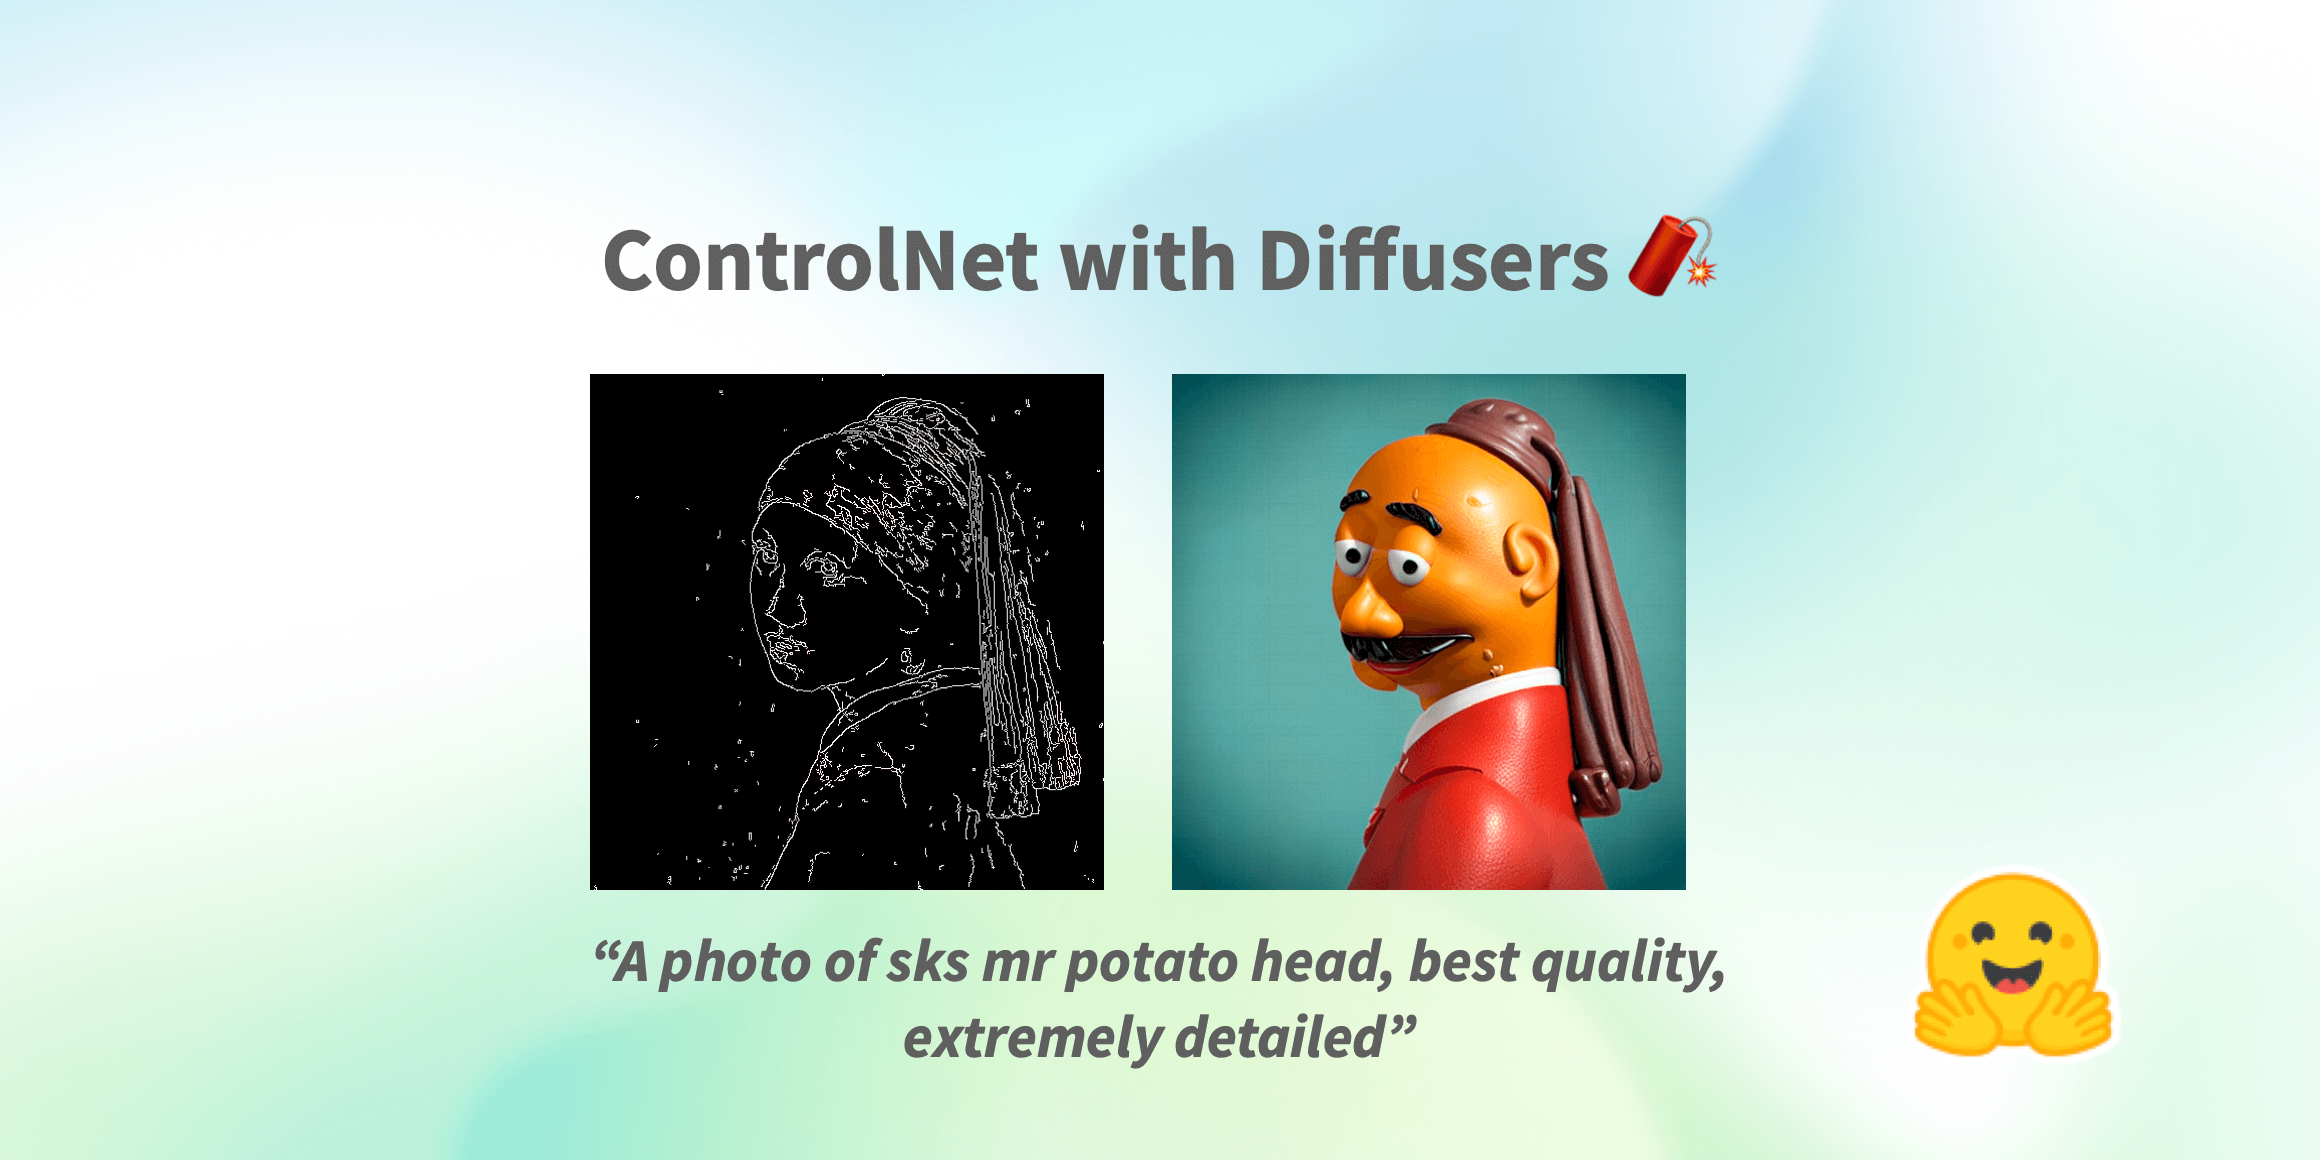 ControlNet with Diffusers
“A photo of sks mr potato head, best quality,
extremely detailed”